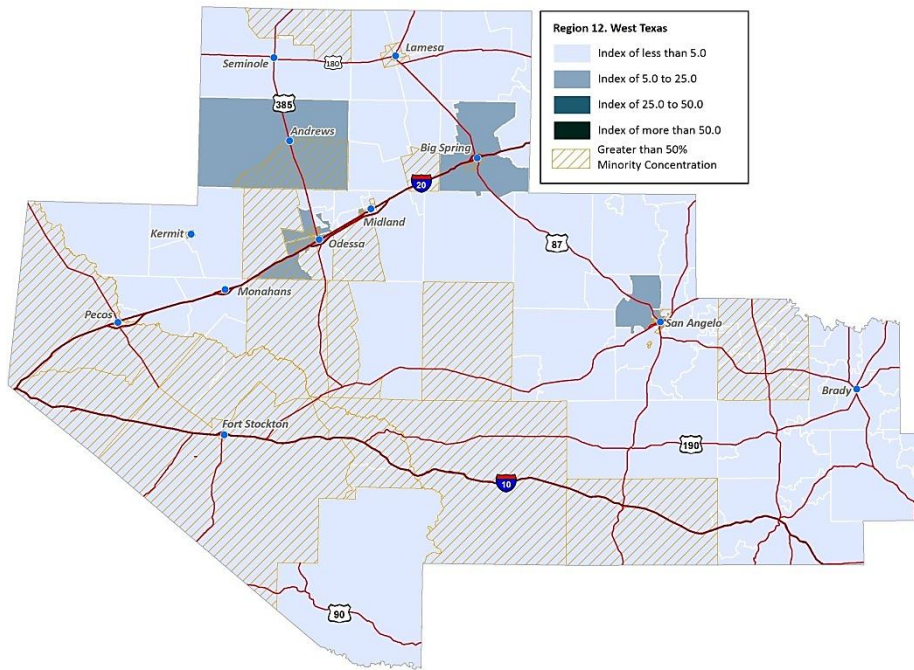 Region 12. West Texas
Index of less than 5.0
Index of 5.0 to 25.0
Index of 25.0 to 50.0
Index of more than 50.0
Greater than 50%
Minority Concentration
Lamesa
Seminole
180
385
Andrews
Big Spring
20
Midland
Kermit
Odessa
87
Monahans
Pecos
San Angelo
Brady
Fort Stockton
190
10
90